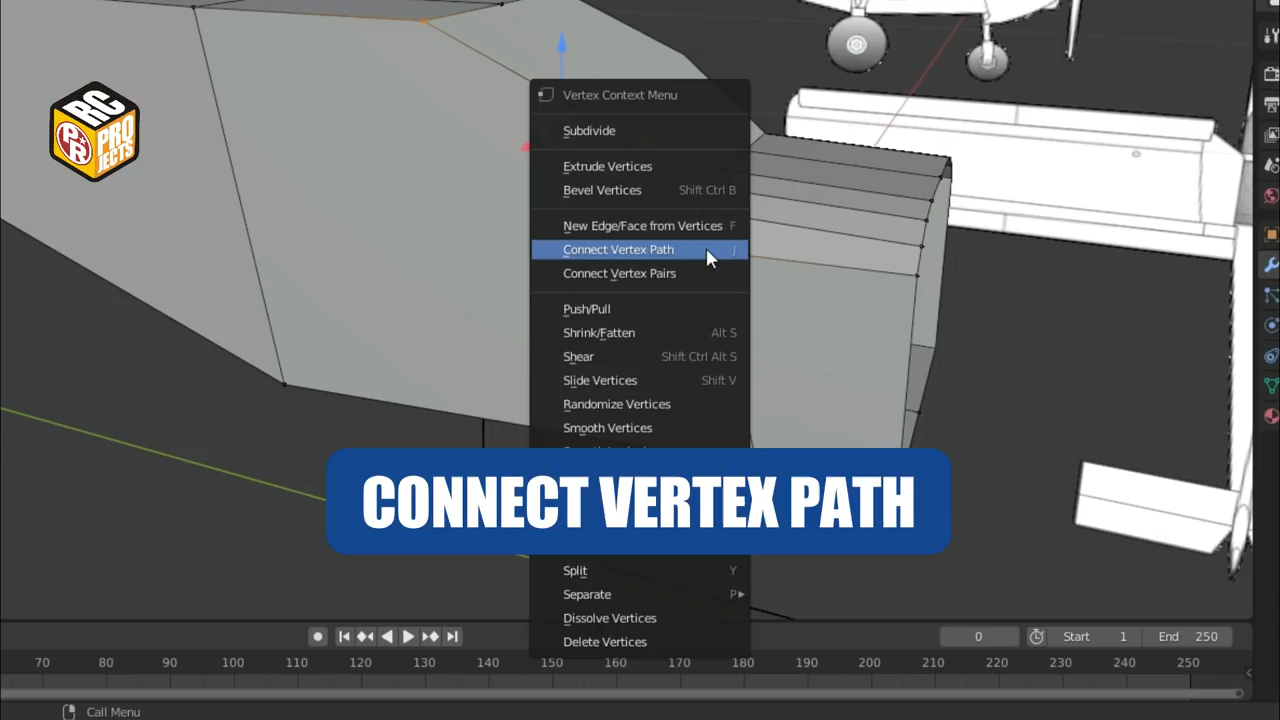 RC
PR
PRO
JECTS
Vertex Context Menu
Subdivide
Extrude Vertices
Bevel Vertices Shift Ctrl B
New Edge/Face from Vertices F
Connect Vertex Path J
Connect Vertex Pairs
Push/Pull
Shrink/Fatten Alt S
Shear Shift Ctrl Alt S
Slide Vertices Shift V
Randomize Vertices
Smooth Vertices
CONNECT VERTEX PATH
Split Y
Separate P
Dissolve Vertices
Delete Vertices
0 Start 1 End 250
70 80 90 100 110 120 130 140 150 160 170 180 190 200 210 220 230 240 250
Call Menu